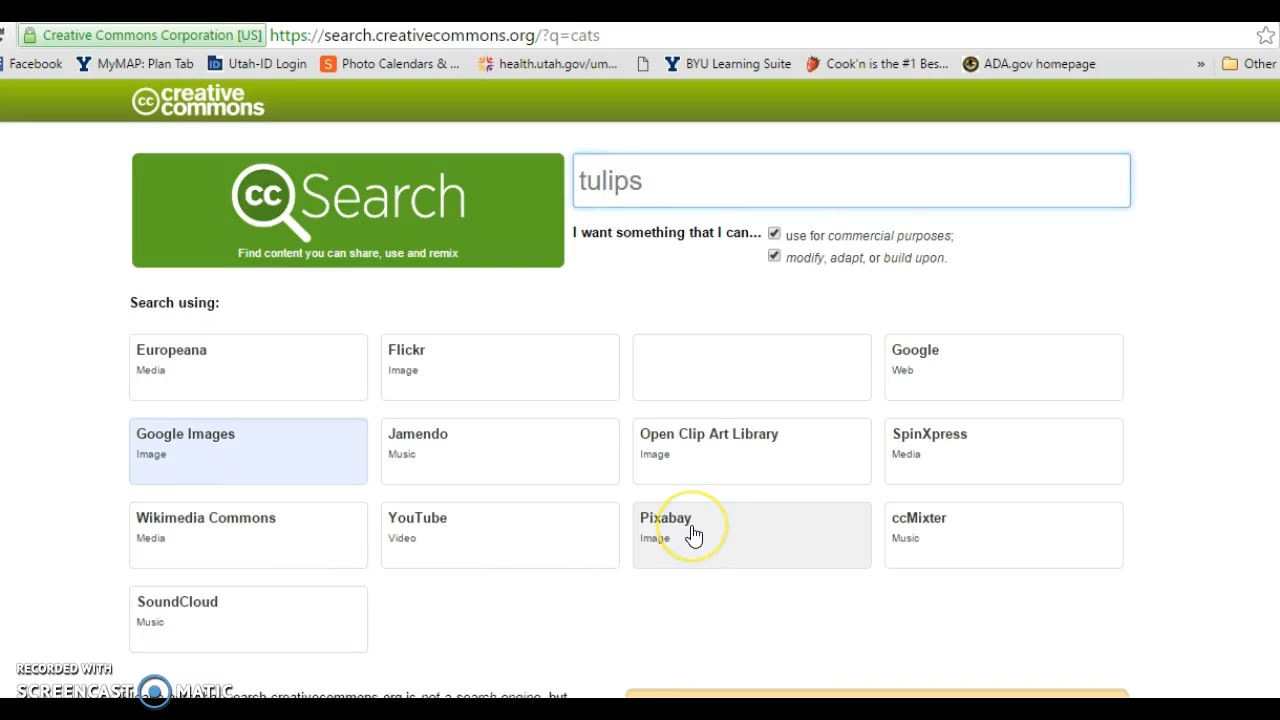 Creative Commons Corporation [US] https://search.creativecommons.org/?q=cats
Facebook MyMAP: Plan Tab Utah-ID Login Photo Calendars & ... health.utah.gov/um... BYU Learning Suite Cook'n is the #1 Bes... ADA.gov homepage » Other
cc creative commons
cc Search
Find content you can share, use and remix
tulips
I want something that I can... use for commercial purposes;
modify, adapt, or build upon.
Search using:
Europeana
Media
Flickr
Image
Google
Web
Google Images
Image
Jamendo
Music
Open Clip Art Library
Image
SpinXpress
Media
Wikimedia Commons
Media
YouTube
Video
Pixabay
Image
ccMixter
Music
SoundCloud
Music
RECORDED WITH
SCREENCAST MATIC
search.creativecommons.org is not a search engine, but